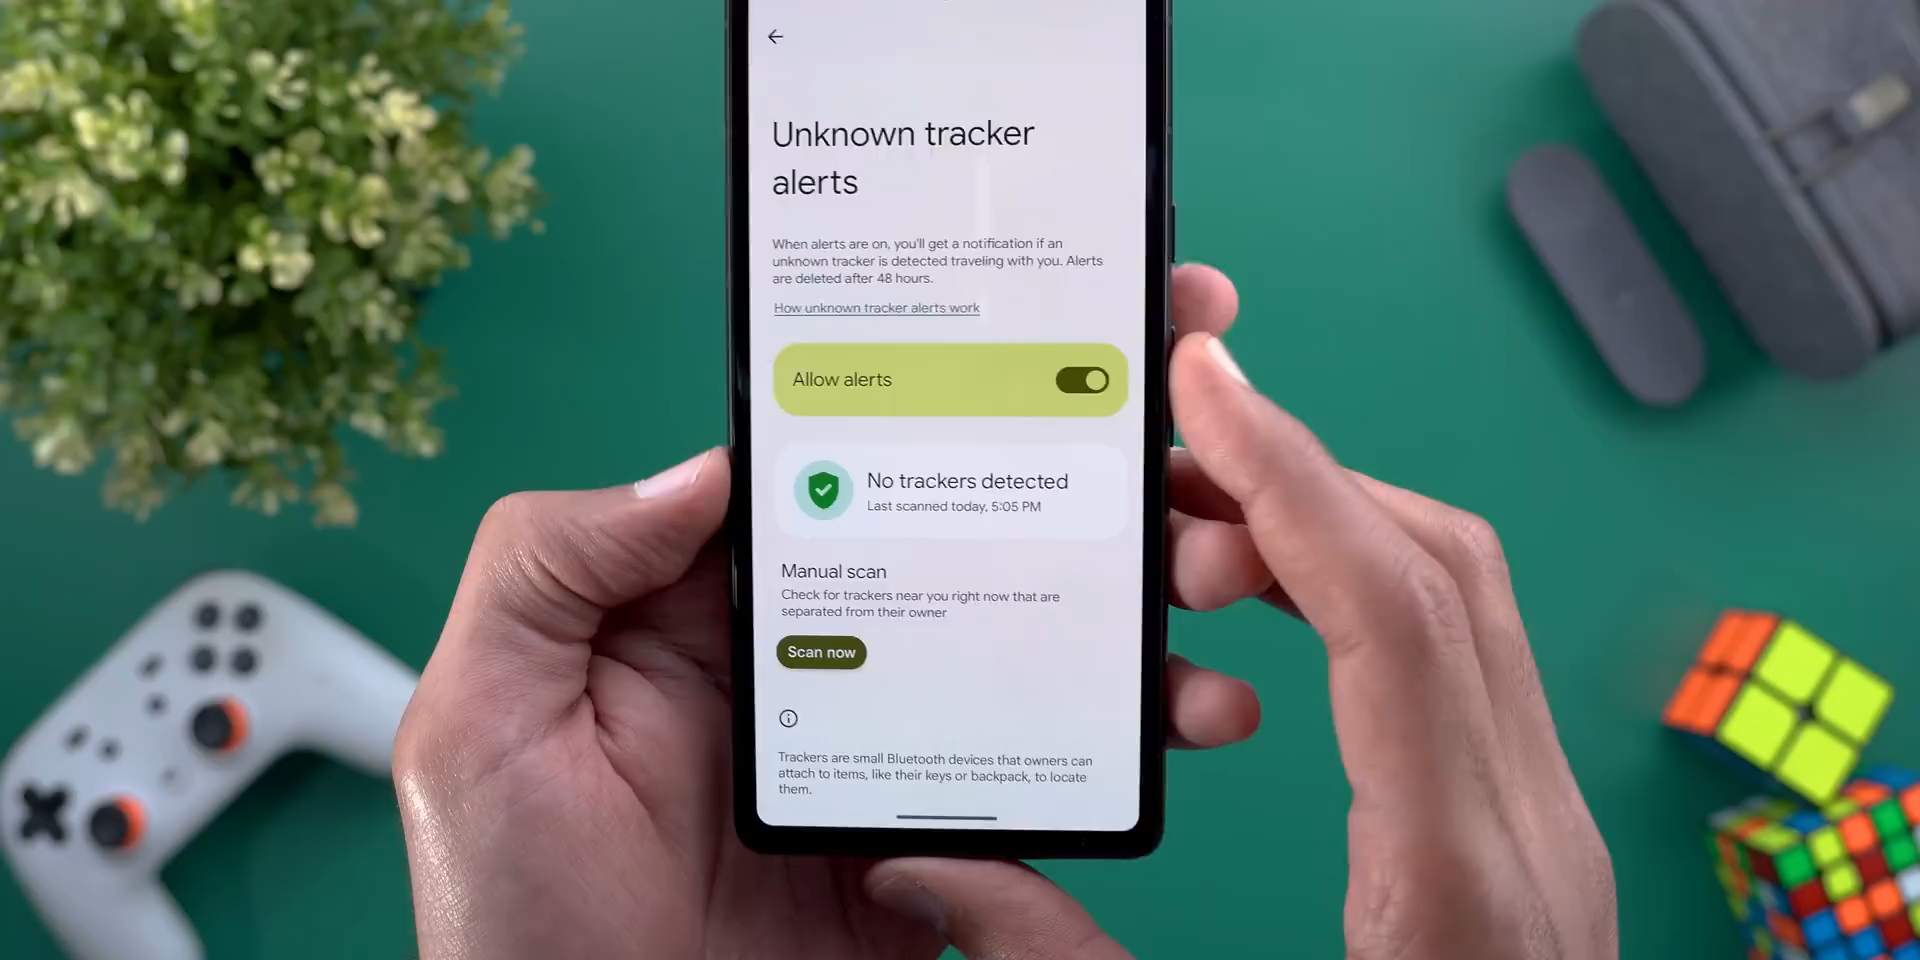 Unknown tracker
alerts
When alerts are on, you'll get a notification if an
unknown tracker is detected traveling with you. Alerts
are deleted after 48 hours.
How unknown tracker alerts work
Allow alerts
No trackers detected
Last scanned today, 5:05 PM
Manual scan
Check for trackers near you right now that are
separated from their owner
Scan now
Trackers are small Bluetooth devices that owners can
attach to items, like their keys or backpack, to locate
them.